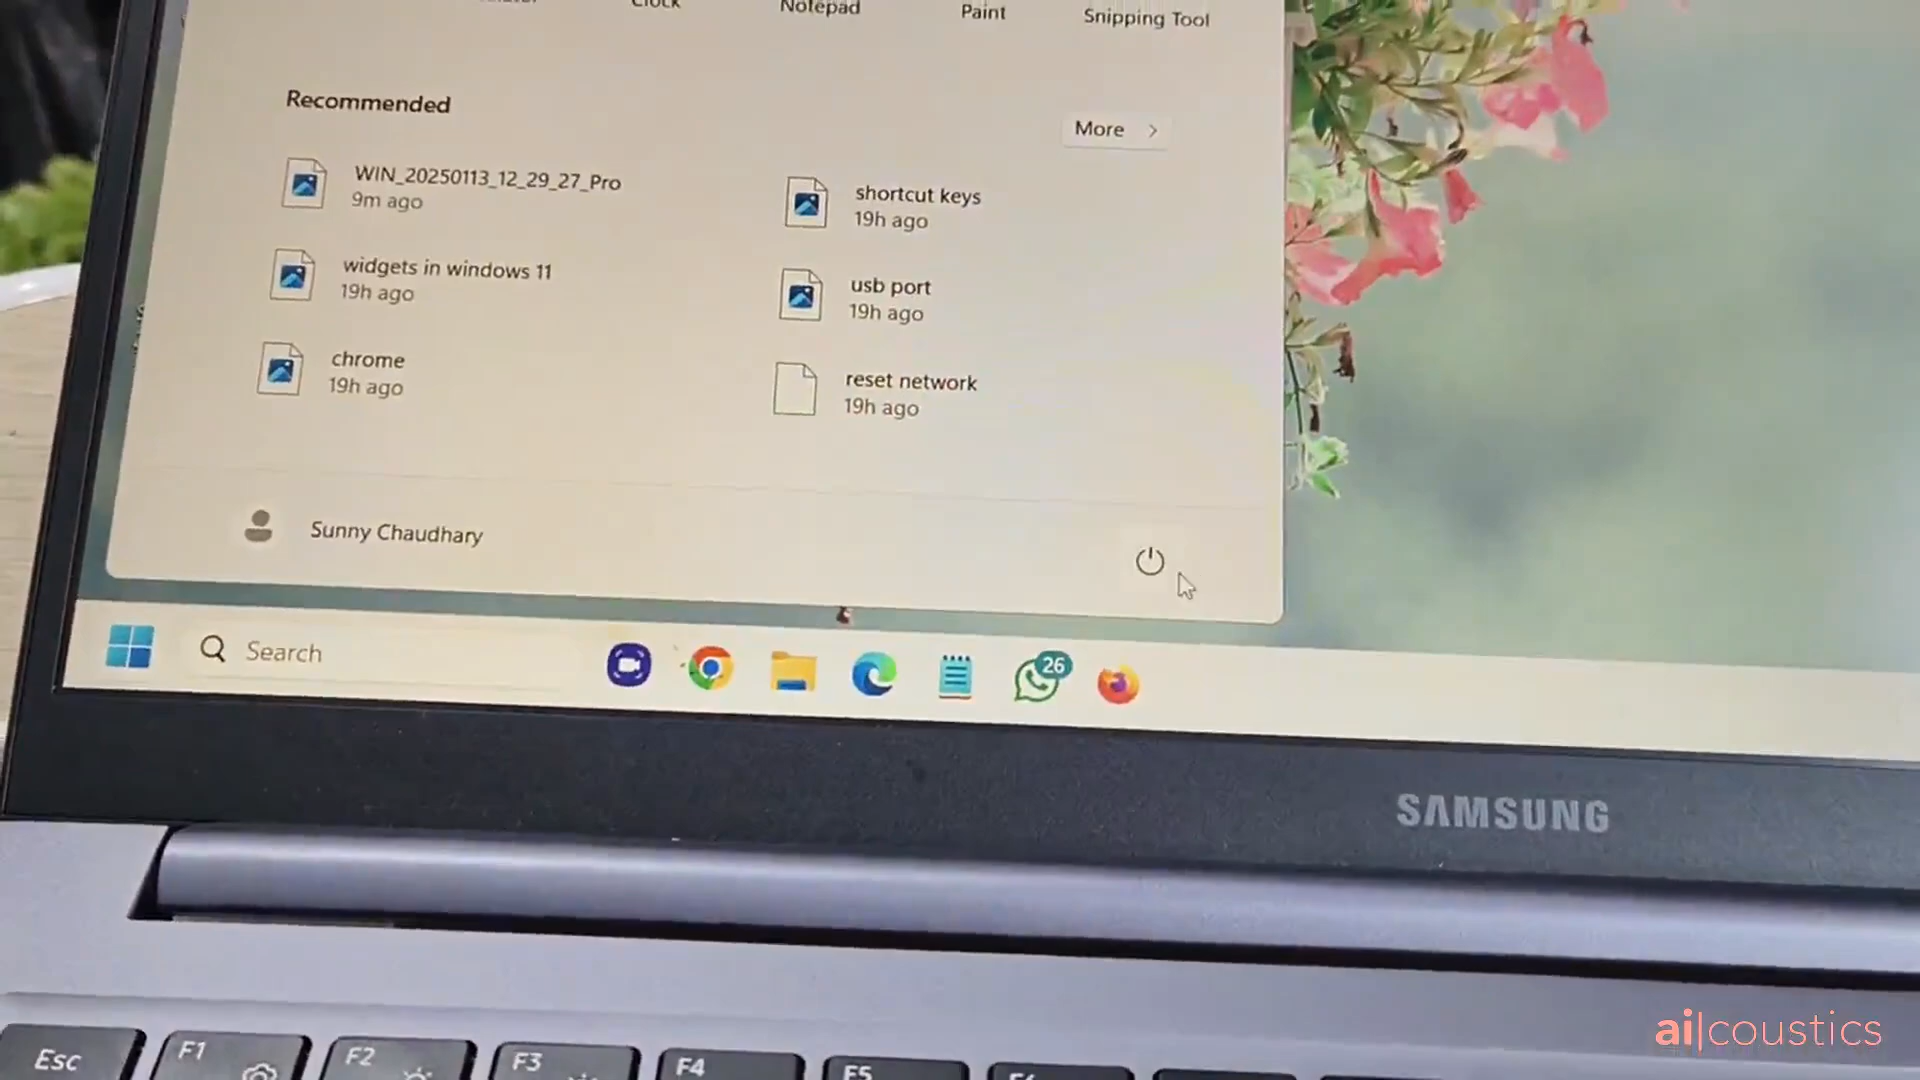 Clock
Notepad
Paint
Snipping Tool
Recommended
More
WIN_20250113_12_29_27_Pro
9m ago
shortcut keys
19h ago
widgets in windows 11
19h ago
usb port
19h ago
chrome
19h ago
reset network
19h ago
Sunny Chaudhary
Search
26
SAMSUNG
Esc
F1
F2
F3
F4
F5
ai|coustics